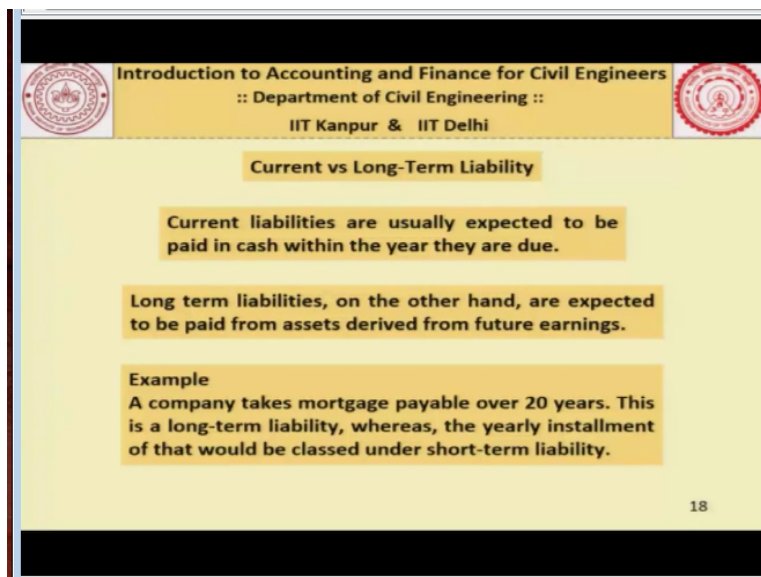 Introduction to Accounting and Finance for Civil Engineers
:: Department of Civil Engineering ::
IIT Kanpur & IIT Delhi
Current vs Long-Term Liability
Current liabilities are usually expected to be
paid in cash within the year they are due.
Long term liabilities, on the other hand, are expected
to be paid from assets derived from future earnings.
Example
A company takes mortgage payable over 20 years. This
is a long-term liability, whereas, the yearly installment
of that would be classed under short-term liability.
18